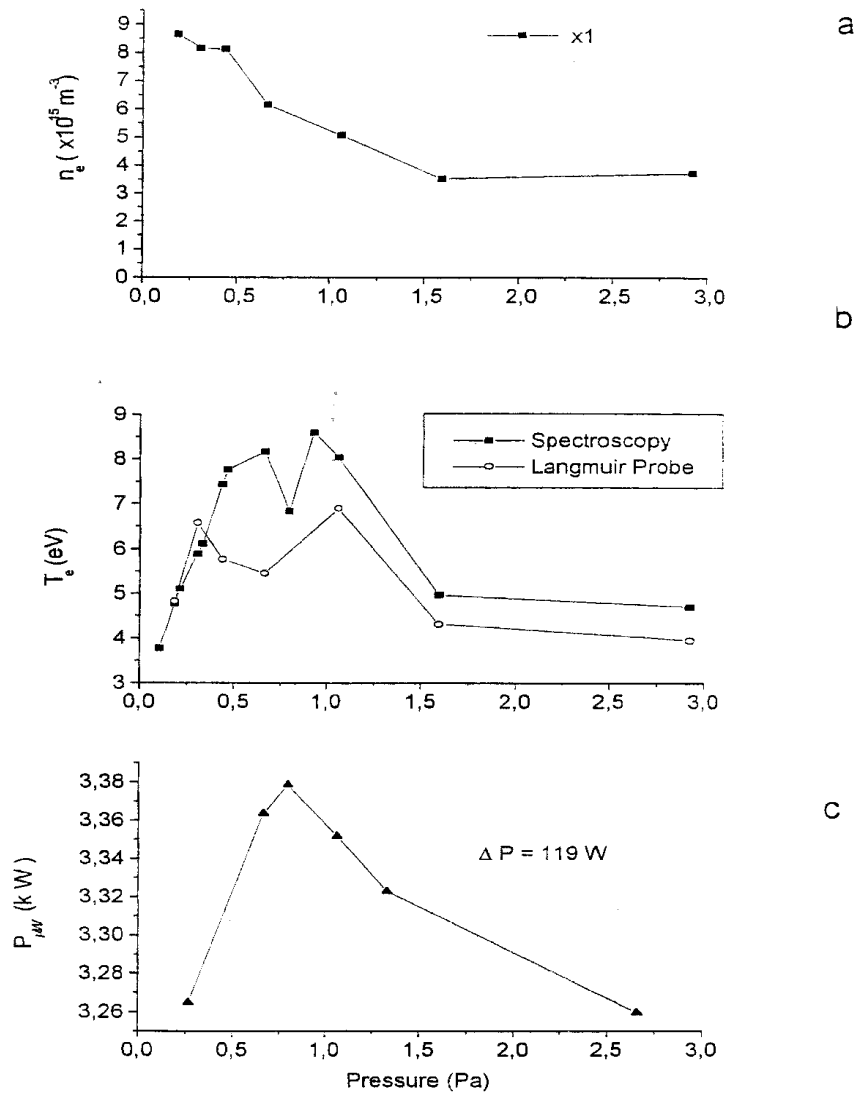 a
9
8
7
6
5
4
3
2
1
0
n_e ( x10^15 m^-3 )
x1
0,0 0,5 1,0 1,5 2,0 2,5 3,0
b
9
8
7
6
5
4
3
T_e (eV)
Spectroscopy
Langmuir Probe
0,0 0,5 1,0 1,5 2,0 2,5 3,0
c
3,38
3,36
3,34
3,32
3,30
3,28
3,26
P_μW (kW)
Δ P = 119 W
0,0 0,5 1,0 1,5 2,0 2,5 3,0
Pressure (Pa)